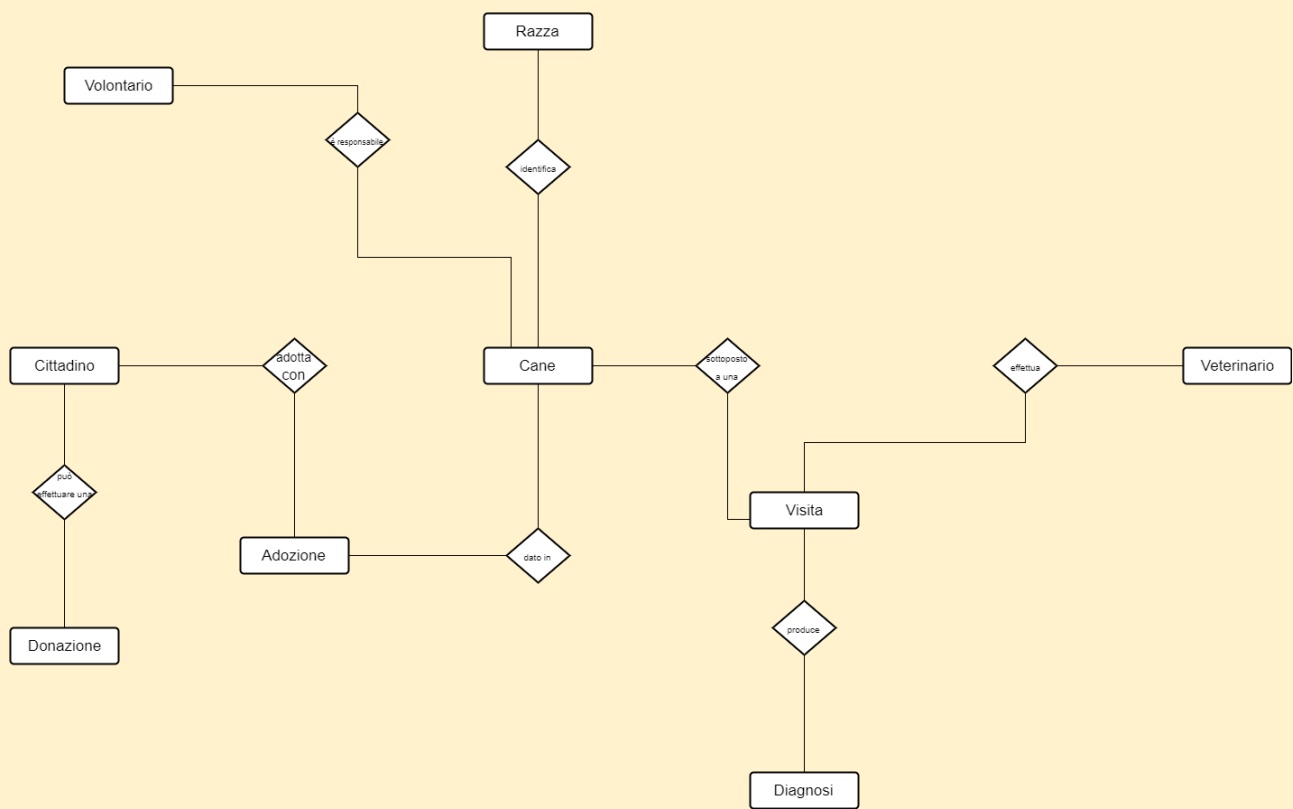 Razza
Volontario
é responsabile
identifica
Cittadino
adotta
con
Cane
sottoposto
a una
effettua
Veterinario
può
effettuare una
Visita
Adozione
dato in
produce
Donazione
Diagnosi